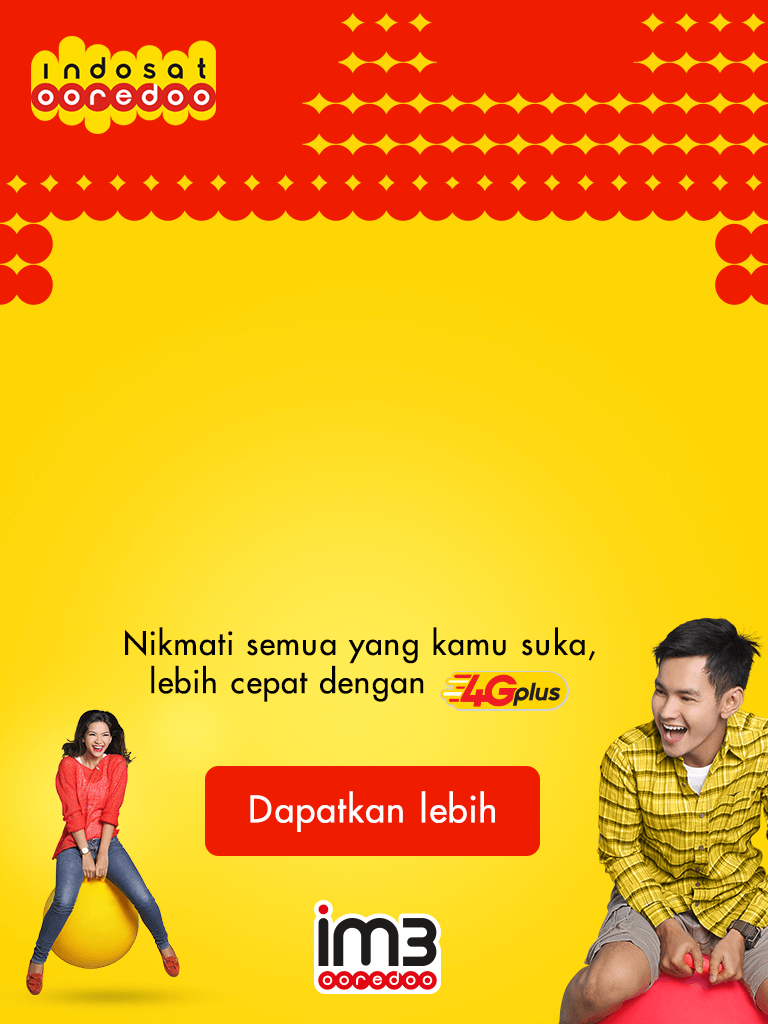 indosat
ooredoo
Nikmati semua yang kamu suka,
lebih cepat dengan 4Gplus
Dapatkan lebih
im3
ooredoo